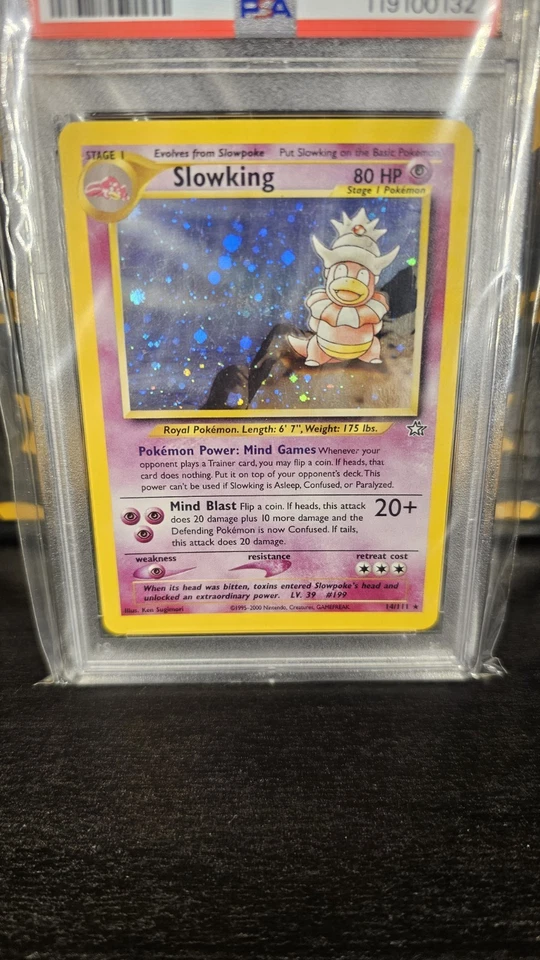 PSA
119100132
STAGE 1
Evolves from Slowpoke
Put Slowking on the Basic Pokémon
Slowking
80 HP
Stage 1 Pokémon
Royal Pokémon. Length: 6' 7", Weight: 175 lbs.
Pokémon Power: Mind Games Whenever your
opponent plays a Trainer card, you may flip a coin. If heads, that
card does nothing. Put it on top of your opponent's deck. This
power can't be used if Slowking is Asleep, Confused, or Paralyzed.
Mind Blast Flip a coin. If heads, this attack 20+
does 20 damage plus 10 more damage and the
Defending Pokémon is now Confused. If tails,
this attack does 20 damage.
weakness
resistance
retreat cost
When its head was bitten, toxins entered Slowpoke's head and
unlocked an extraordinary power. LV. 39 #199
Illus. Ken Sugimori
©1995-2000 Nintendo, Creatures, GAMEFREAK.
14/111 ★